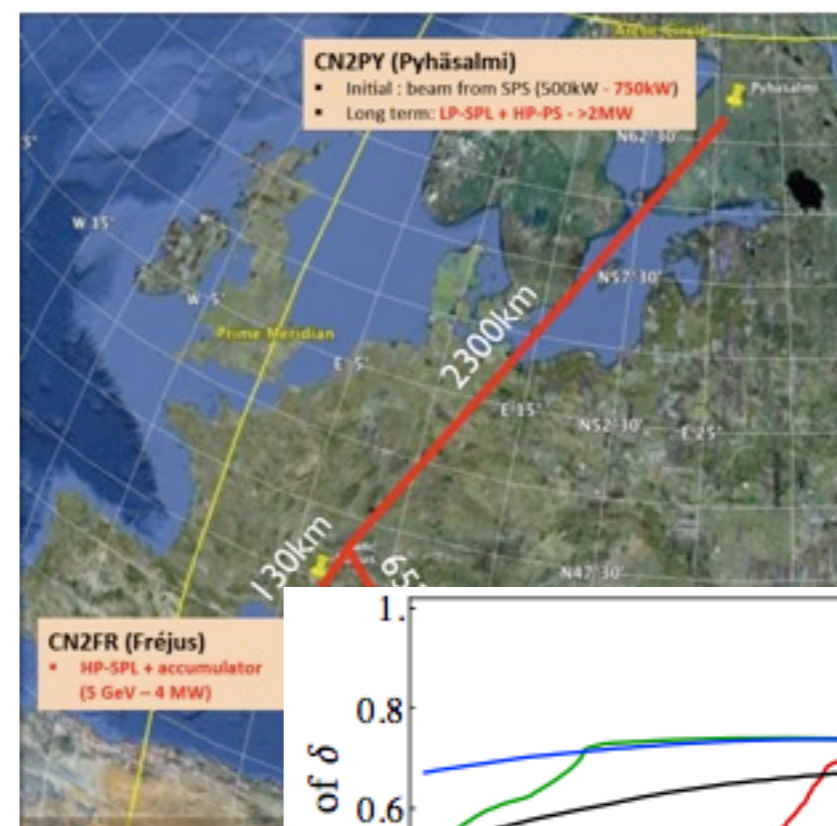 Arctic Circle
CN2PY (Pyhäsalmi)
▪ Initial : beam from SPS (500kW - 750kW)
▪ Long term: LP-SPL + HP-PS - >2MW
Pyhäsalmi
N62°30'
W 15°
N57°30'
W 5°
Prime Meridian
2300km
E 5°
E 15°
N52°30'
E 25°
130km
N47°30'
CN2FR (Fréjus)
▪ HP-SPL + accumulator
(5 GeV – 4 MW)
1.
0.8
0.6
of δ